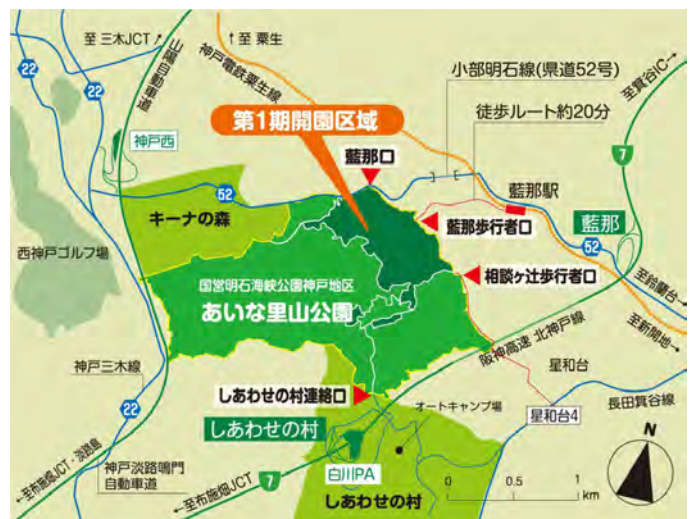 至 三木JCT↗
山陽自動車道
↑至 粟生
神戸電鉄粟生線
小部明石線(県道52号)
至箕谷IC→
22
22
徒歩ルート約20分
第1期開園区域
神戸西
藍那口
7
52
藍那駅
藍那
キーナの森
藍那歩行者口
52
西神戸ゴルフ場
相談ヶ辻歩行者口
国営明石海峡公園神戸地区
あいな里山公園
至鈴蘭台→
阪神高速 北神戸線
至新開地→
神戸三木線
星和台
しあわせの村連絡口
長田箕谷線
22
オートキャンプ場
しあわせの村
星和台4
N
←至布施畑JCT・淡路島
神戸淡路鳴門
自動車道
←至布施畑JCT
7
白川PA
しあわせの村
0 0.5 1
km